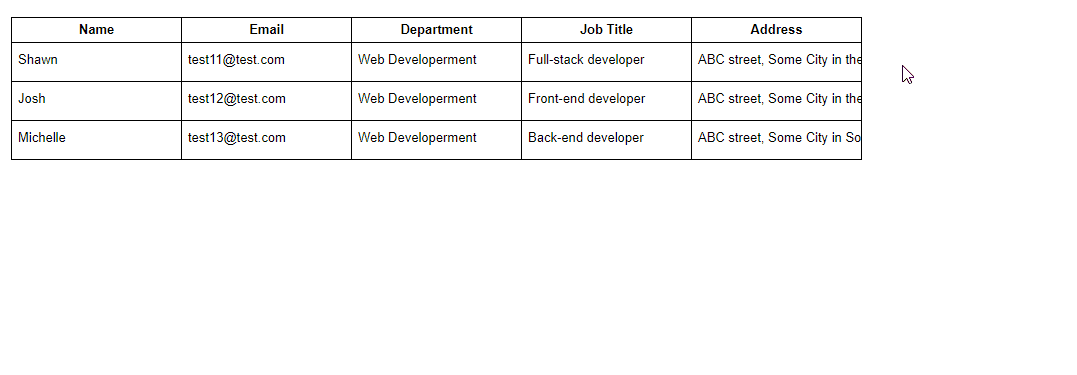 Name Email Department Job Title Address
Shawn test11@test.com Web Developerment Full-stack developer ABC street, Some City in the
Josh test12@test.com Web Developerment Front-end developer ABC street, Some City in the
Michelle test13@test.com Web Developerment Back-end developer ABC street, Some City in So